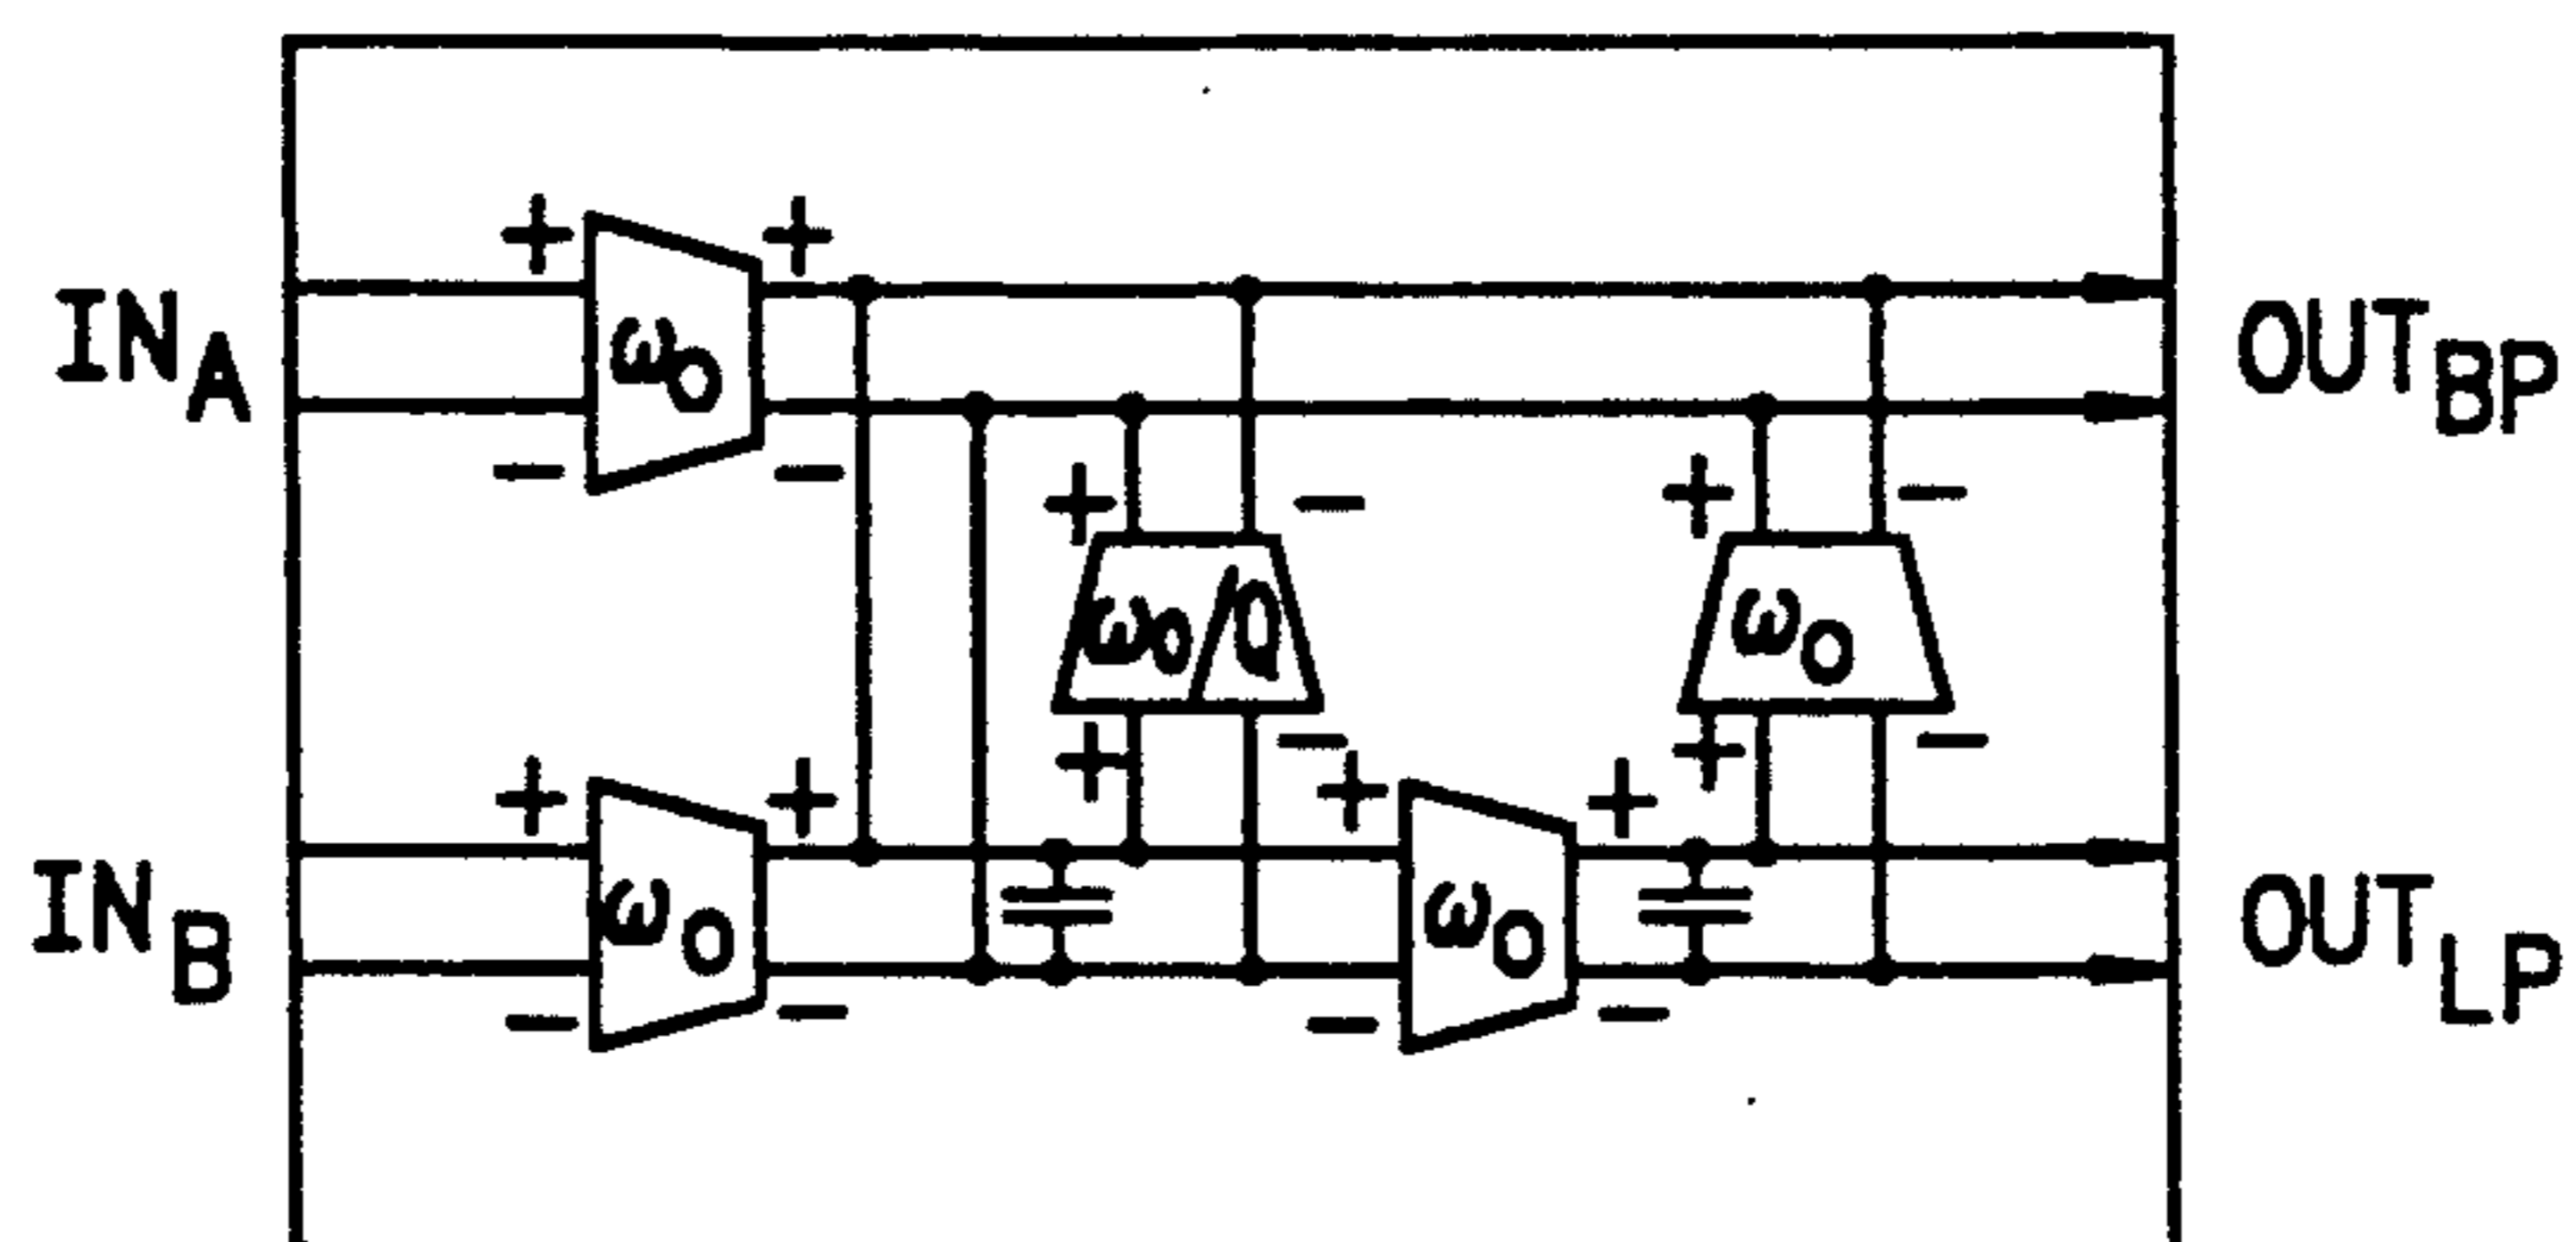 + +
IN_A ω₀ OUT_BP
− − + − + −
ω₀/Q ω₀
+ − + −
+ + + +
IN_B ω₀ ω₀ OUT_LP
− − − −